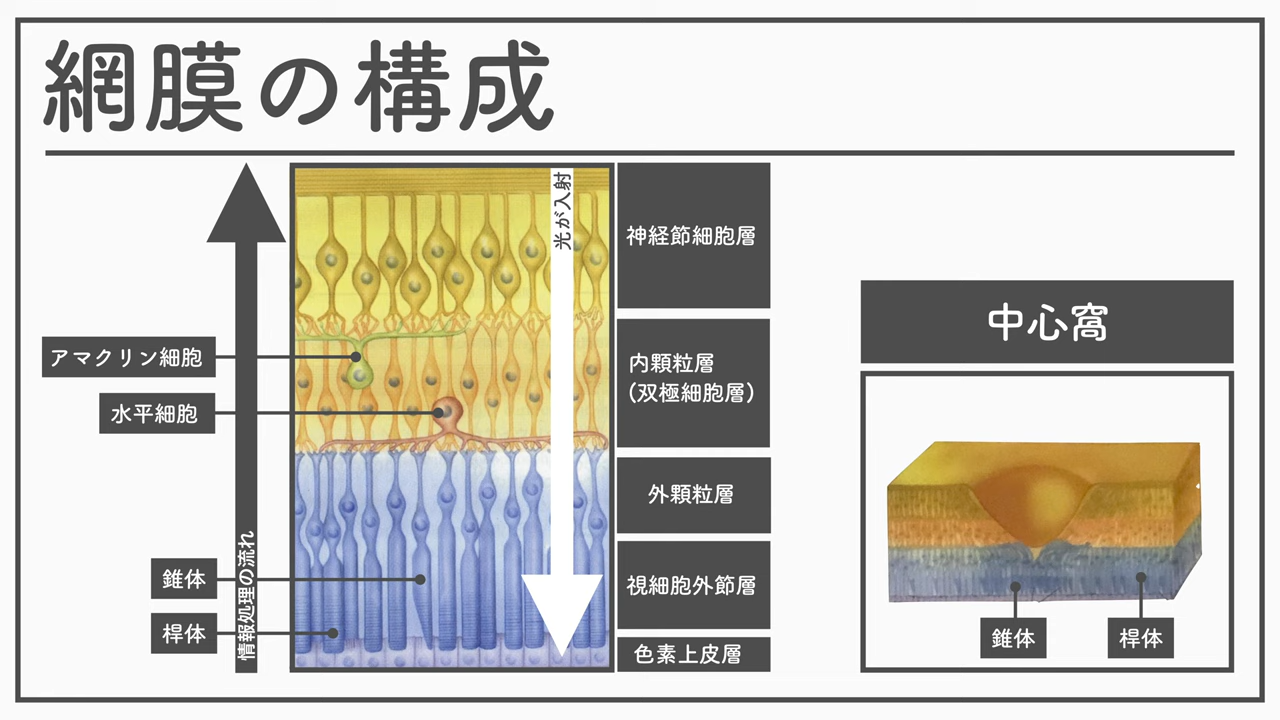 網膜の構成
光が入射
神経節細胞層
アマクリン細胞
内顆粒層
(双極細胞層)
水平細胞
外顆粒層
錐体
視細胞外節層
桿体
色素上皮層
情報処理の流れ
中心窩
錐体
桿体